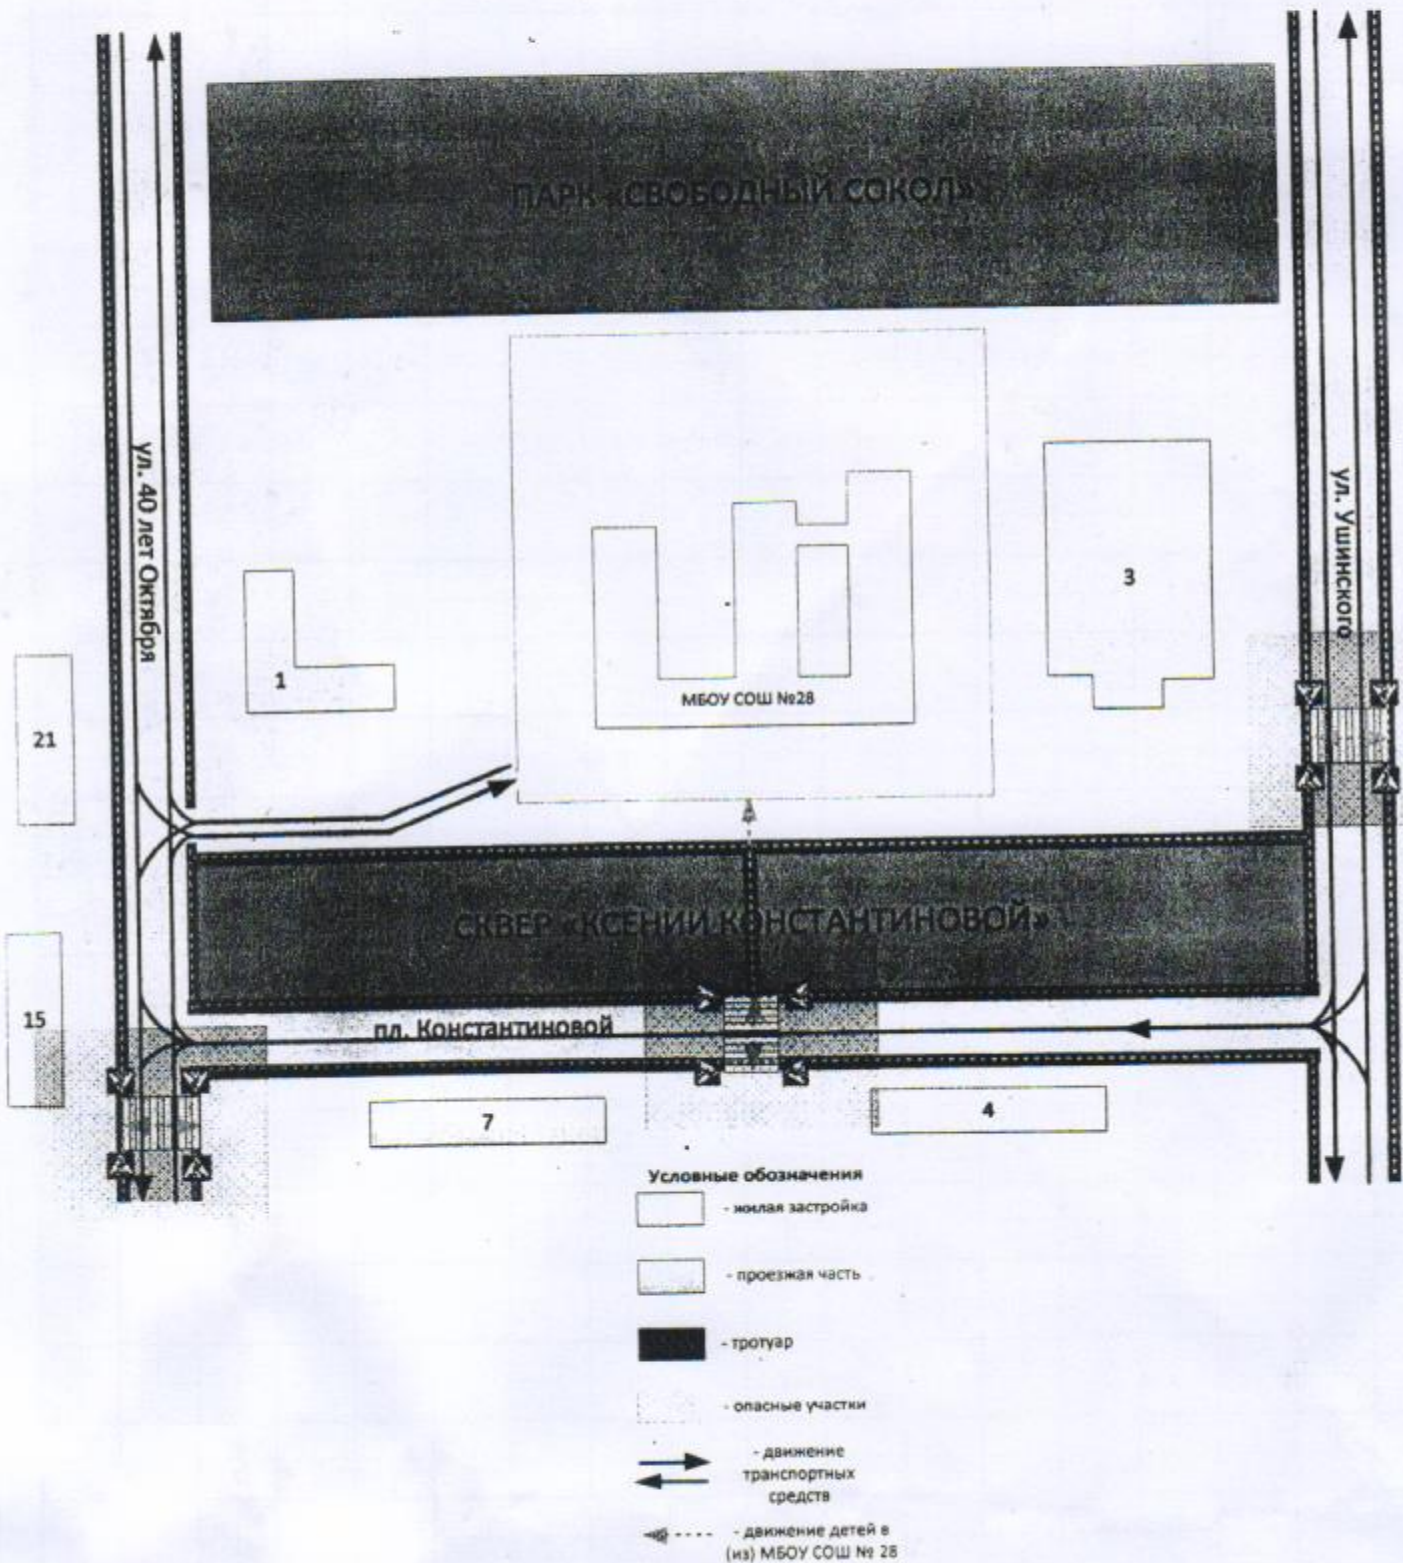 ПАРК «СВОБОДНЫЙ СОКОЛ»
ул. 40 лет Октября
ул. Ушинского
3
1
МБОУ СОШ №28
21
СКВЕР «КСЕНИИ КОНСТАНТИНОВОЙ»
15
пл. Константиновой
7
4
Условные обозначения
- жилая застройка
- проезжая часть
- тротуар
- опасные участки
- движение
транспортных
средств
- движение детей в
(из) МБОУ СОШ № 28